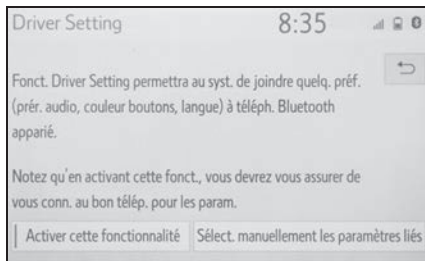 Driver Setting 8:35
Fonct. Driver Setting permettra au syst. de joindre quelq. préf.
(prér. audio, couleur boutons, langue) à téléph. Bluetooth
apparié.
Notez qu'en activant cette fonct., vous devrez vous assurer de
vous conn. au bon télép. pour les param.
Activer cette fonctionnalité Sélect. manuellement les paramètres liés